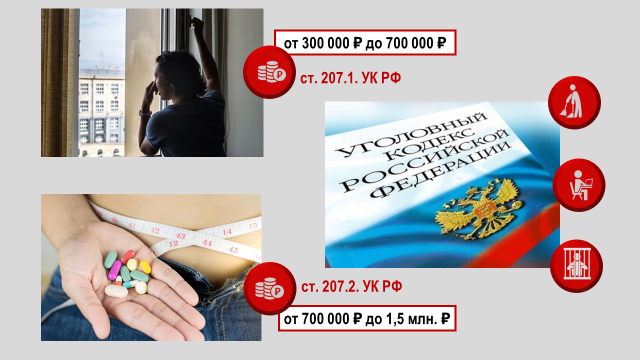 от 300 000 ₽ до 700 000 ₽
ст. 207.1. УК РФ
УГОЛОВНЫЙ
КОДЕКС
РОССИЙСКОЙ
ФЕДЕРАЦИИ
ст. 207.2. УК РФ
от 700 000 ₽ до 1,5 млн. ₽